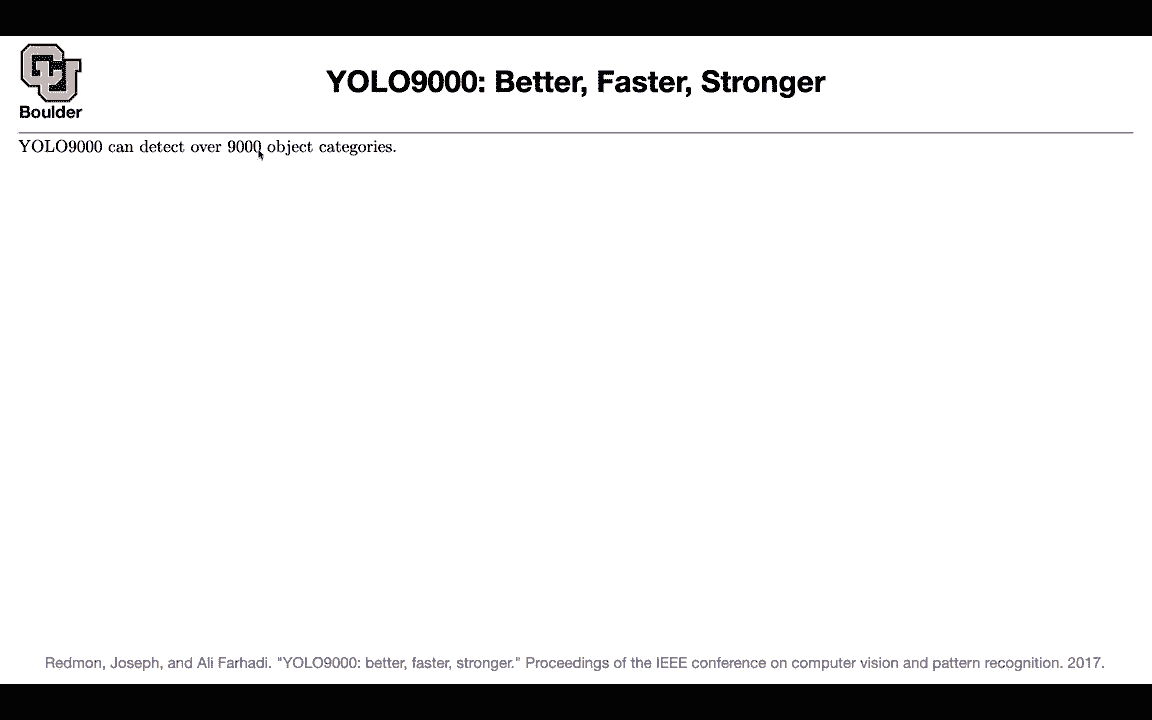 CU
Boulder
YOLO9000: Better, Faster, Stronger
YOLO9000 can detect over 9000 object categories.
Redmon, Joseph, and Ali Farhadi. "YOLO9000: better, faster, stronger." Proceedings of the IEEE conference on computer vision and pattern recognition. 2017.